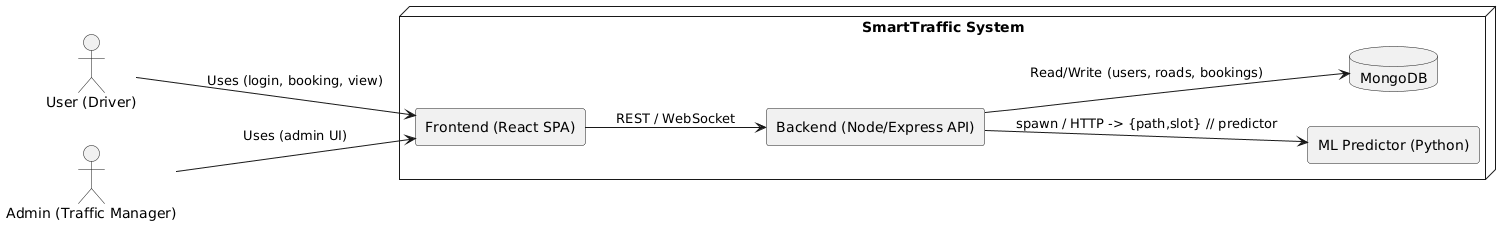 SmartTraffic System
User (Driver)
Uses (login, booking, view)
Admin (Traffic Manager)
Uses (admin UI)
Frontend (React SPA)
REST / WebSocket
Backend (Node/Express API)
Read/Write (users, roads, bookings)
MongoDB
spawn / HTTP -> {path,slot} // predictor
ML Predictor (Python)